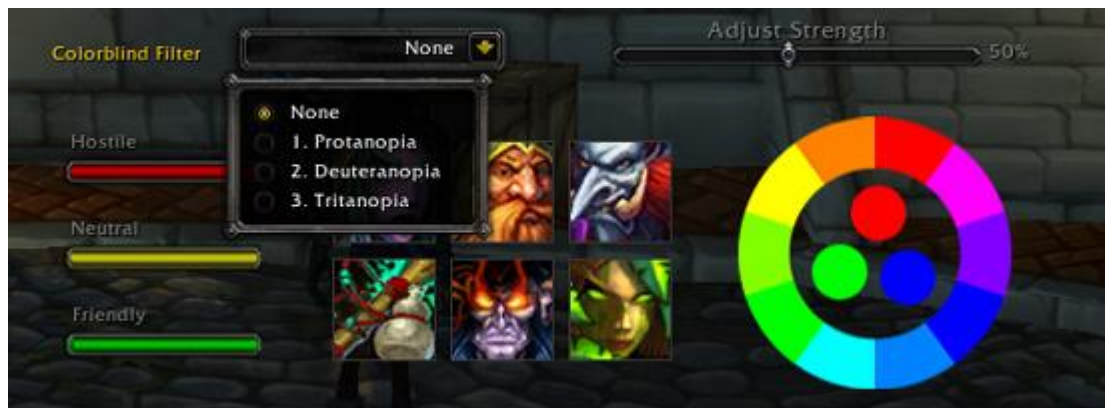 Colorblind Filter
None
Adjust Strength
50%
None
1. Protanopia
2. Deuteranopia
3. Tritanopia
Hostile
Neutral
Friendly